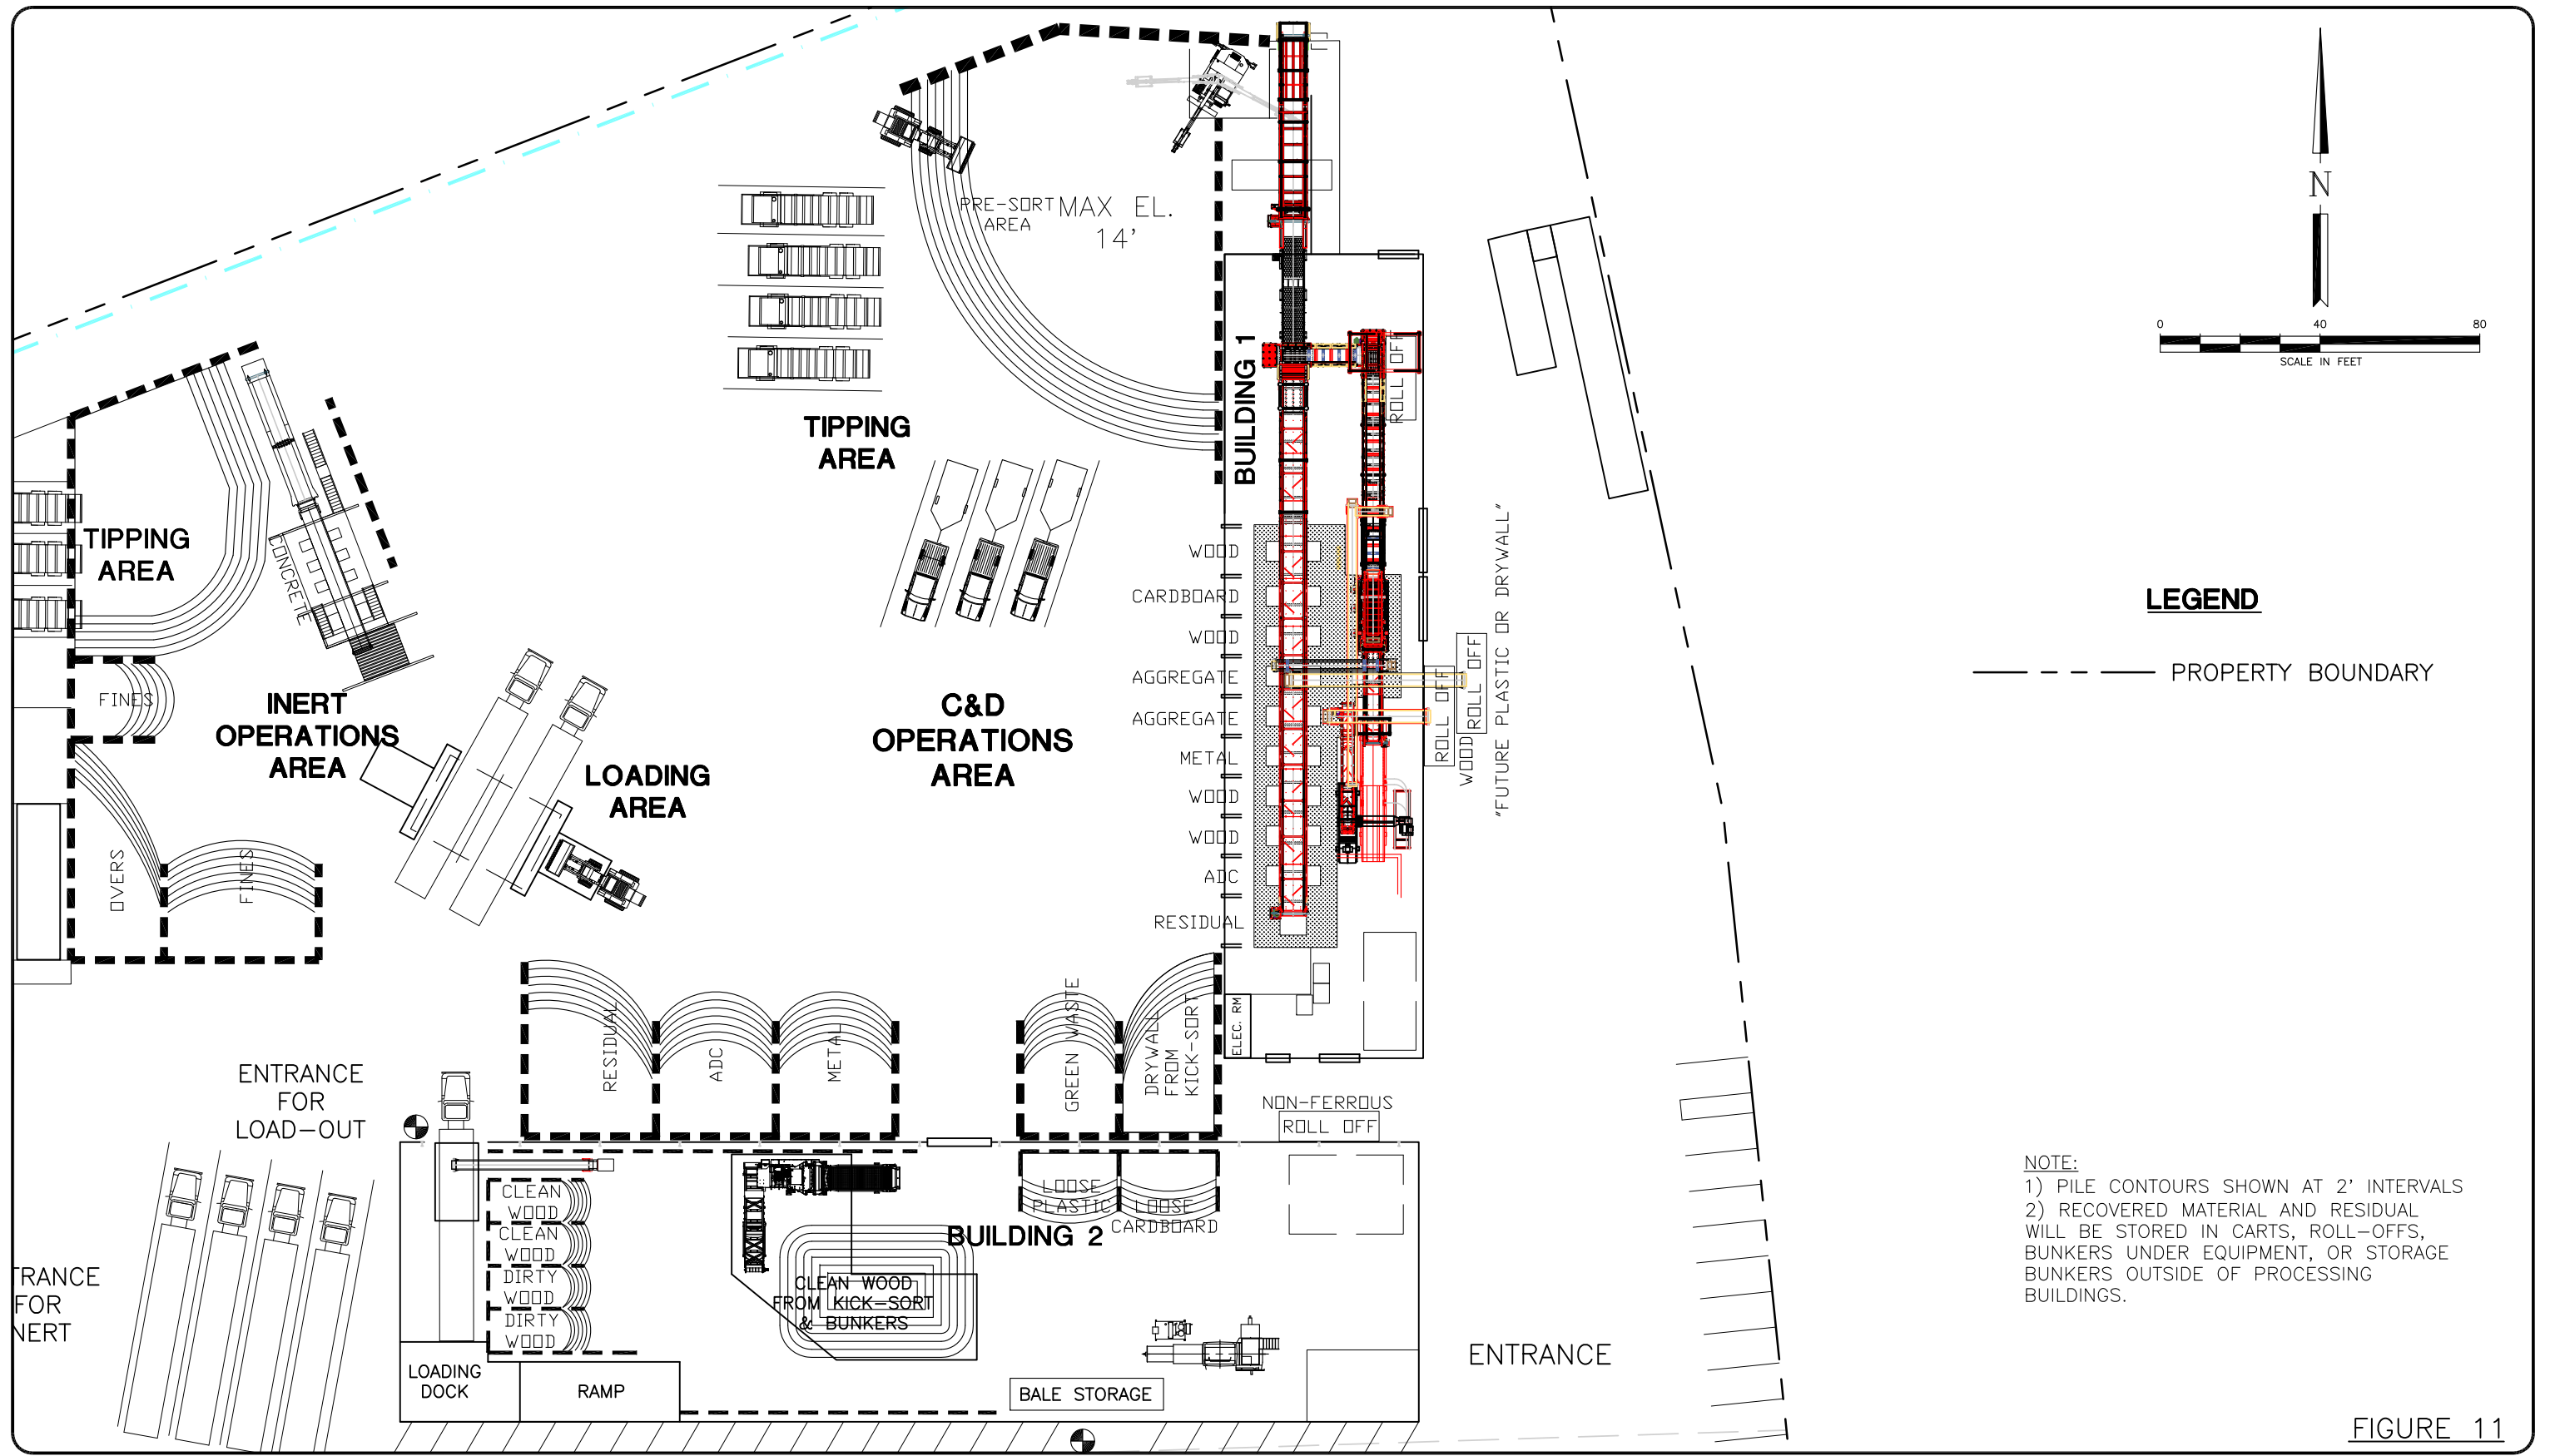 PRE-SORT
AREA
MAX EL.
14'
N
0 40 80
SCALE IN FEET
BUILDING 1
ROLL OFF
TIPPING
AREA
TIPPING
AREA
CONCRETE
WOOD
CARDBOARD
WOOD
AGGREGATE
AGGREGATE
METAL
WOOD
WOOD
ADC
RESIDUAL
ROLL OFF
WOOD
ROLL OFF
"FUTURE PLASTIC OR DRYWALL"
LEGEND
PROPERTY BOUNDARY
FINES
INERT
OPERATIONS
AREA
LOADING
AREA
C&D
OPERATIONS
AREA
OVERS
FINES
RESIDUAL
ADC
METAL
GREEN WASTE
DRYWALL
FROM
KICK-SORT
ELEC. RM
ENTRANCE
FOR
LOAD-OUT
NON-FERROUS
ROLL OFF
CLEAN
WOOD
CLEAN
WOOD
DIRTY
WOOD
DIRTY
WOOD
LOOSE
PLASTIC
LOOSE
CARDBOARD
BUILDING 2
CLEAN WOOD
FROM KICK-SORT
& BUNKERS
TRANCE
FOR
NERT
LOADING
DOCK
RAMP
BALE STORAGE
ENTRANCE
NOTE:
1) PILE CONTOURS SHOWN AT 2' INTERVALS
2) RECOVERED MATERIAL AND RESIDUAL
WILL BE STORED IN CARTS, ROLL-OFFS,
BUNKERS UNDER EQUIPMENT, OR STORAGE
BUNKERS OUTSIDE OF PROCESSING
BUILDINGS.
FIGURE 11